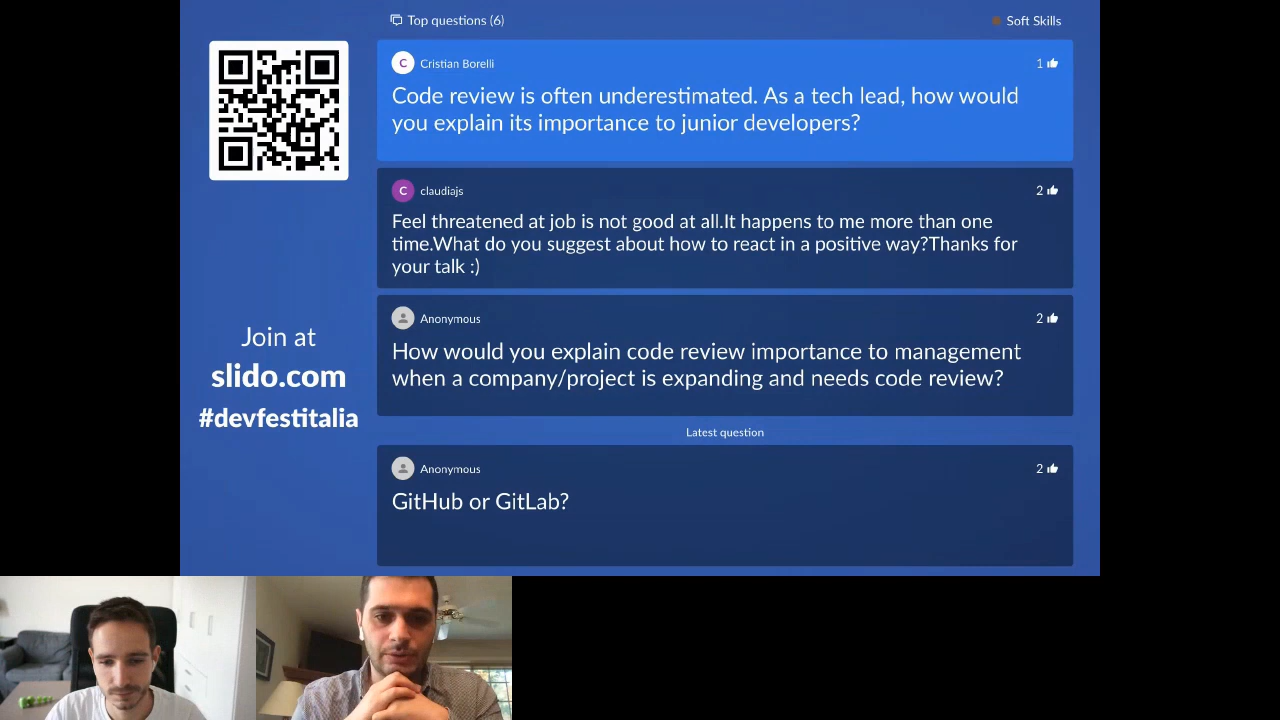 Top questions (6)
Soft Skills
C
Cristian Borelli
1
Code review is often underestimated. As a tech lead, how would
you explain its importance to junior developers?
C
claudiajs
2
Feel threatened at job is not good at all.It happens to me more than one
time.What do you suggest about how to react in a positive way?Thanks for
your talk :)
Anonymous
2
How would you explain code review importance to management
when a company/project is expanding and needs code review?
Join at
slido.com
#devfestitalia
Latest question
Anonymous
2
GitHub or GitLab?